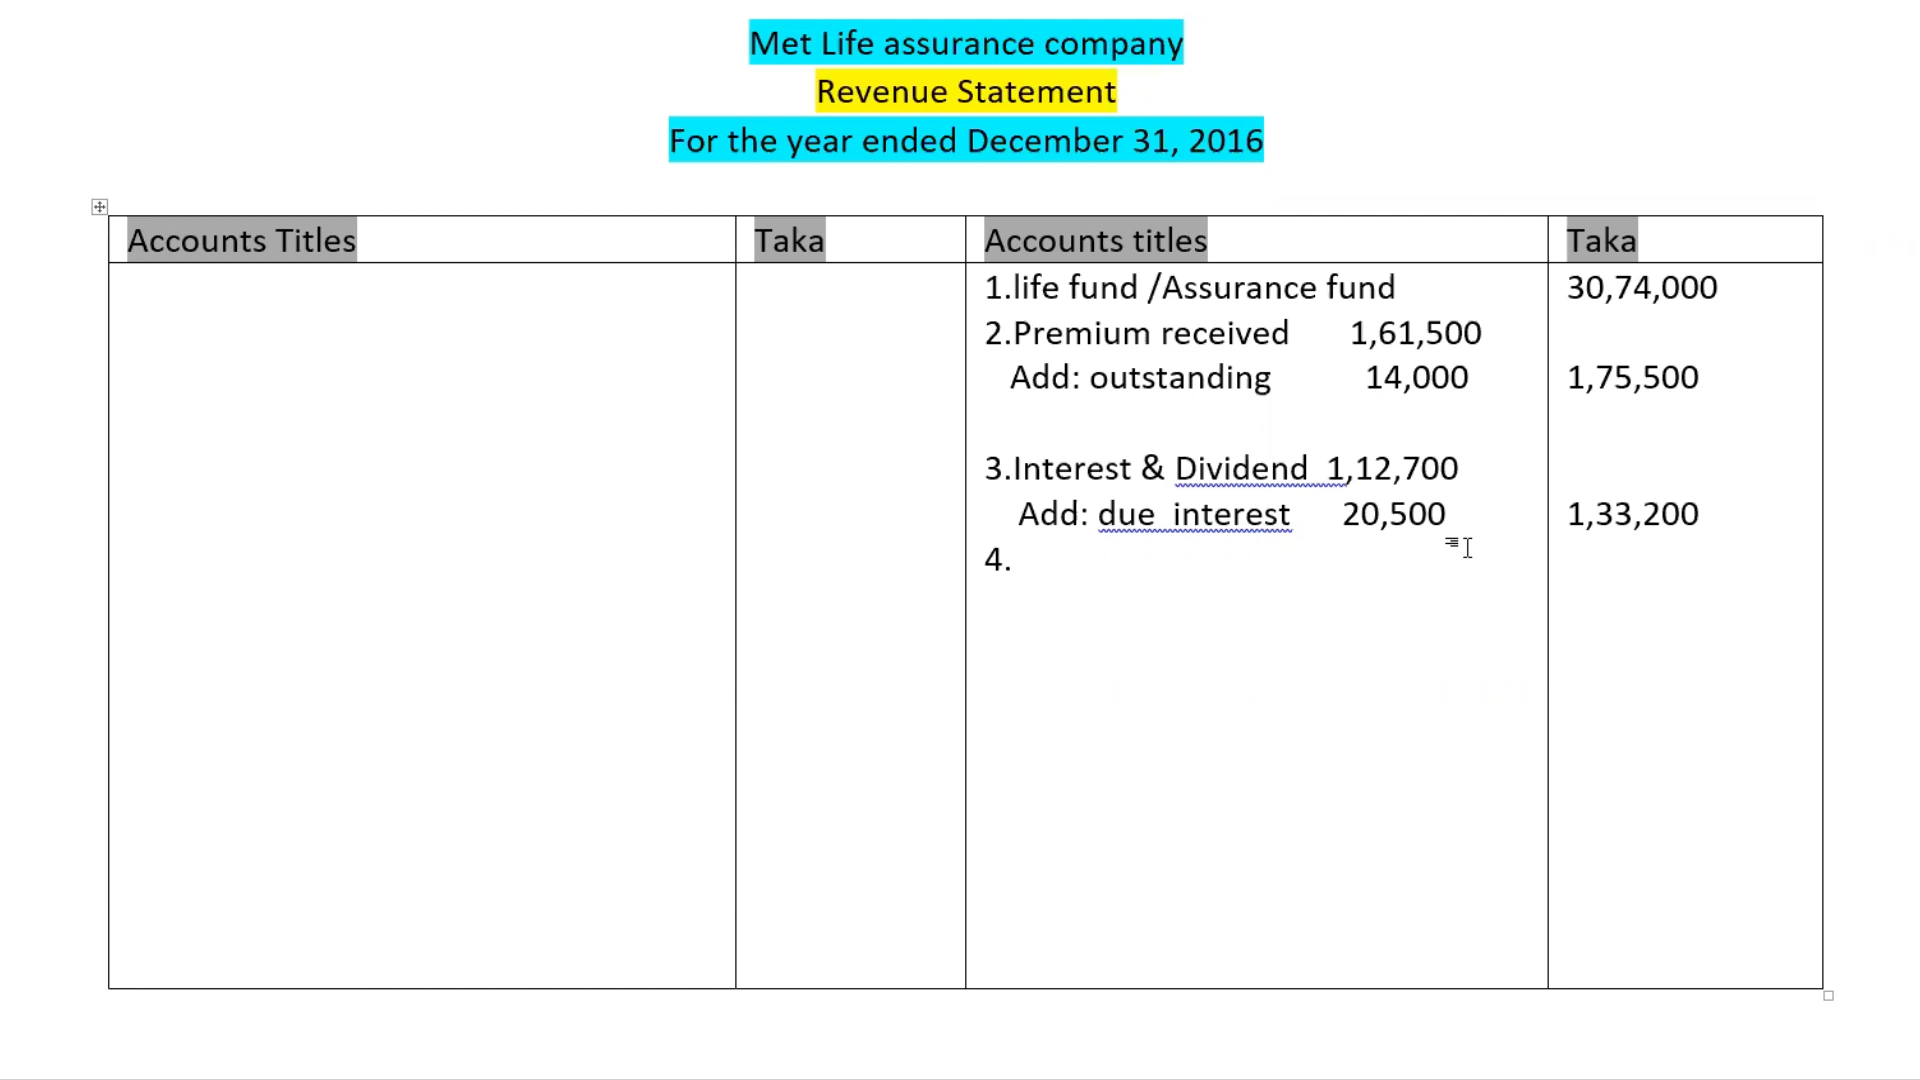 Met Life assurance company
Revenue Statement
For the year ended December 31, 2016
Accounts Titles Taka Accounts titles Taka
1.life fund /Assurance fund 30,74,000
2.Premium received 1,61,500
Add: outstanding 14,000 1,75,500
3.Interest & Dividend 1,12,700
Add: due interest 20,500 1,33,200
4.